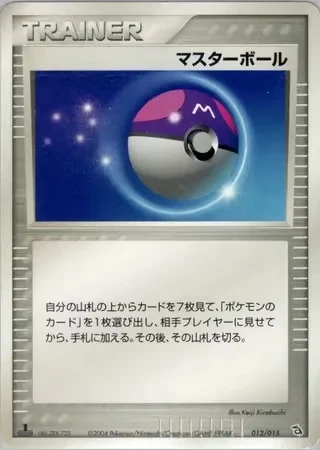 TRAINER
マスターボール
自分の山札の上からカードを7枚見て、「ポケモンの
カード」を1枚選び出し、相手プレイヤーに見せて
から、手札に加える。その後、その山札を切る。
Illus. Keiji Kinebuchi
1
©2004 Pokémon/Nintendo/Creatures/GAME FREAK
012/015